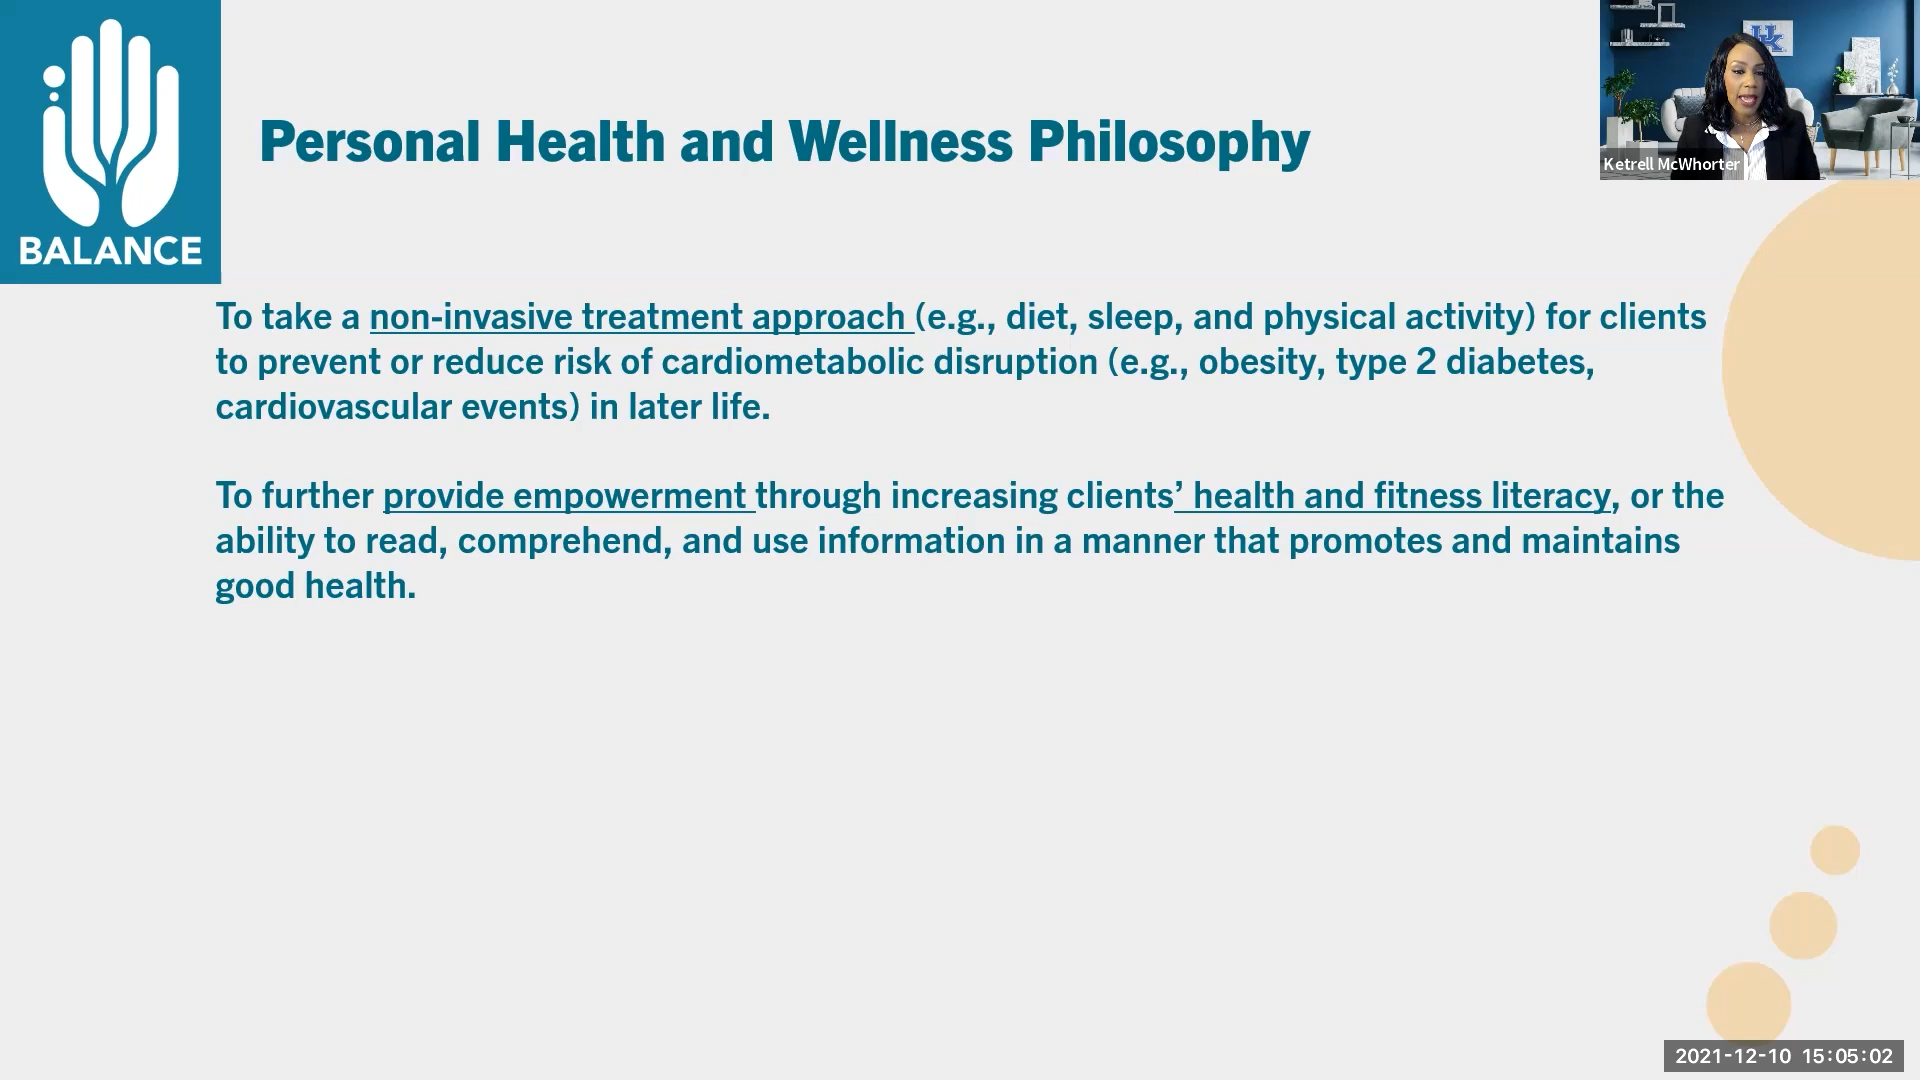 BALANCE
Personal Health and Wellness Philosophy
UK
Ketrell McWhorter
To take a non-invasive treatment approach (e.g., diet, sleep, and physical activity) for clients
to prevent or reduce risk of cardiometabolic disruption (e.g., obesity, type 2 diabetes,
cardiovascular events) in later life.
To further provide empowerment through increasing clients’ health and fitness literacy, or the
ability to read, comprehend, and use information in a manner that promotes and maintains
good health.
2021-12-10 15:05:02